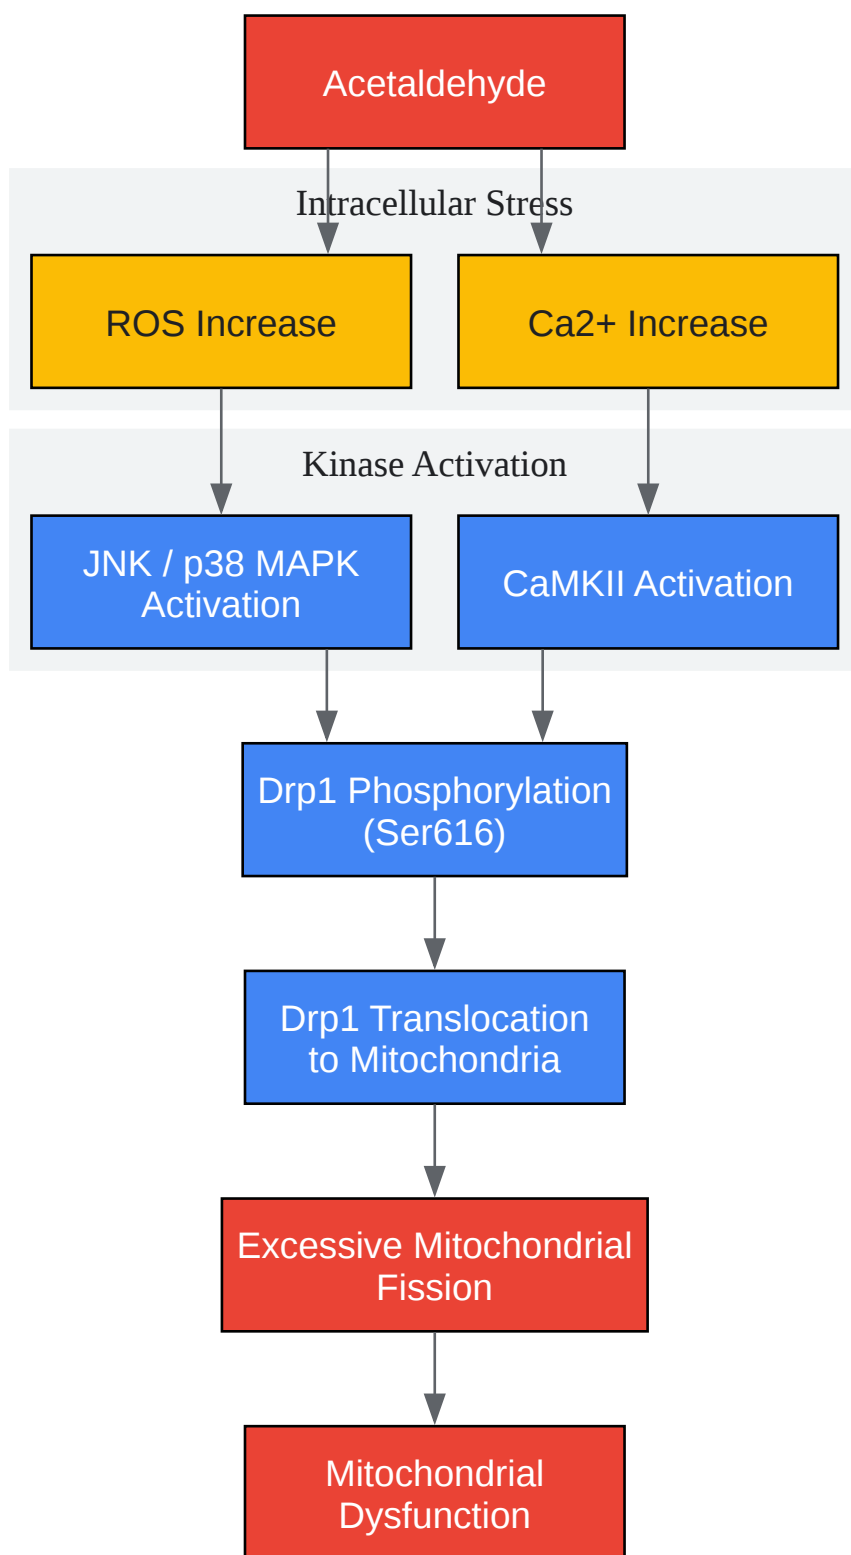 Acetaldehyde
Intracellular Stress
ROS Increase
Ca2+ Increase
Kinase Activation
JNK / p38 MAPK
Activation
CaMKII Activation
Drp1 Phosphorylation
(Ser616)
Drp1 Translocation
to Mitochondria
Excessive Mitochondrial
Fission
Mitochondrial
Dysfunction